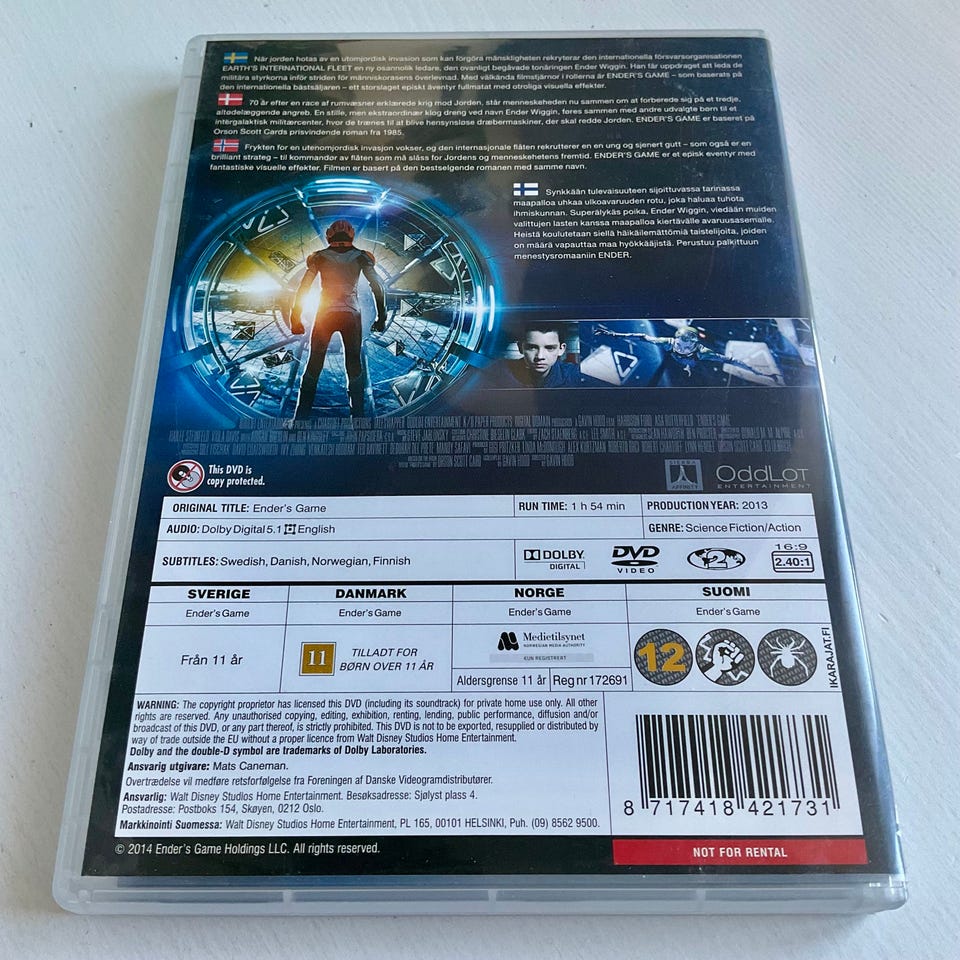 När jorden hotas av en utomjordisk invasion som kan förgöra mänskligheten rekryterar den internationella försvarsorganisationen
EARTH'S INTERNATIONAL FLEET en ny osannolik ledare, den ovanligt begåvade tonåringen Ender Wiggin. Han får uppdraget att leda de
militära styrkorna inför striden för människorasens överlevnad. Med välkända filmstjärnor i rollerna är ENDER'S GAME – som baserats på
den internationella bästsäljaren – ett storslaget episkt äventyr fullmatat med otroliga visuella effekter.
70 år efter en race af rumvæsner erklærede krig mod Jorden, står menneskeheden nu sammen om at forberede sig på et tredje,
altødelæggende angreb. En stille, men ekstraordinær klog dreng ved navn Ender Wiggin, føres sammen med andre udvalgte børn til et
intergalaktisk militærcenter, hvor de trænes til at blive hensynsløse dræbermaskiner, der skal redde Jorden. ENDER'S GAME er baseret på
Orson Scott Cards prisvindende roman fra 1985.
Frykten for en utenomjordisk invasjon vokser, og den internasjonale flåten rekrutterer en en ung og sjenert gutt – som også er en
brilliant strateg – til kommandør av flåten som må slåss for Jordens og menneskehetens fremtid. ENDER'S GAME er et episk eventyr med
fantastiske visuelle effekter. Filmen er basert på den bestselgende romanen med samme navn.
Synkkään tulevaisuuteen sijoittuvassa tarinassa
maapalloa uhkaa ulkoavaruuden rotu, joka haluaa tuhota
ihmiskunnan. Superälykäs poika, Ender Wiggin, viedään muiden
valittujen lasten kanssa maapalloa kiertävälle avaruusasemalle.
Heistä koulutetaan siellä häikäilemättömiä taistelijoita, joiden
on määrä vapauttaa maa hyökkääjistä. Perustuu palkittuun
menestysromaaniin ENDER.
This DVD is
copy protected.
SIERRA
AFFINITY
OddLot
ENTERTAINMENT
ORIGINAL TITLE: Ender's Game
RUN TIME: 1 h 54 min
PRODUCTION YEAR: 2013
AUDIO: Dolby Digital 5.1 English
GENRE: Science Fiction/Action
SUBTITLES: Swedish, Danish, Norwegian, Finnish
DOLBY
DIGITAL
DVD
VIDEO
2
16:9
2.40:1
SVERIGE
DANMARK
NORGE
SUOMI
Ender's Game
Ender's Game
Ender's Game
Ender's Game
Från 11 år
11
TILLADT FOR
BØRN OVER 11 ÅR
Medietilsynet
NORWEGIAN MEDIA AUTHORITY
KUN REGISTRERT
Aldersgrense 11 år
Reg nr 172691
12
IKARAJAT.FI
WARNING: The copyright proprietor has licensed this DVD (including its soundtrack) for private home use only. All other
rights are reserved. Any unauthorised copying, editing, exhibition, renting, lending, public performance, diffusion and/or
broadcast of this DVD, or any part thereof, is strictly prohibited. This DVD is not to be exported, resupplied or distributed by
way of trade outside the EU without a proper licence from Walt Disney Studios Home Entertainment.
Dolby and the double-D symbol are trademarks of Dolby Laboratories.
Ansvarig utgivare: Mats Caneman.
Overtrædelse vil medføre retsforfølgelse fra Foreningen af Danske Videogramdistributører.
Ansvarlig: Walt Disney Studios Home Entertainment. Besøksadresse: Sjølyst plass 4.
Postadresse: Postboks 154, Skøyen, 0212 Oslo.
Markkinointi Suomessa: Walt Disney Studios Home Entertainment, PL 165, 00101 HELSINKI, Puh. (09) 8562 9500.
8 717418 421731
NOT FOR RENTAL
© 2014 Ender's Game Holdings LLC. All rights reserved.